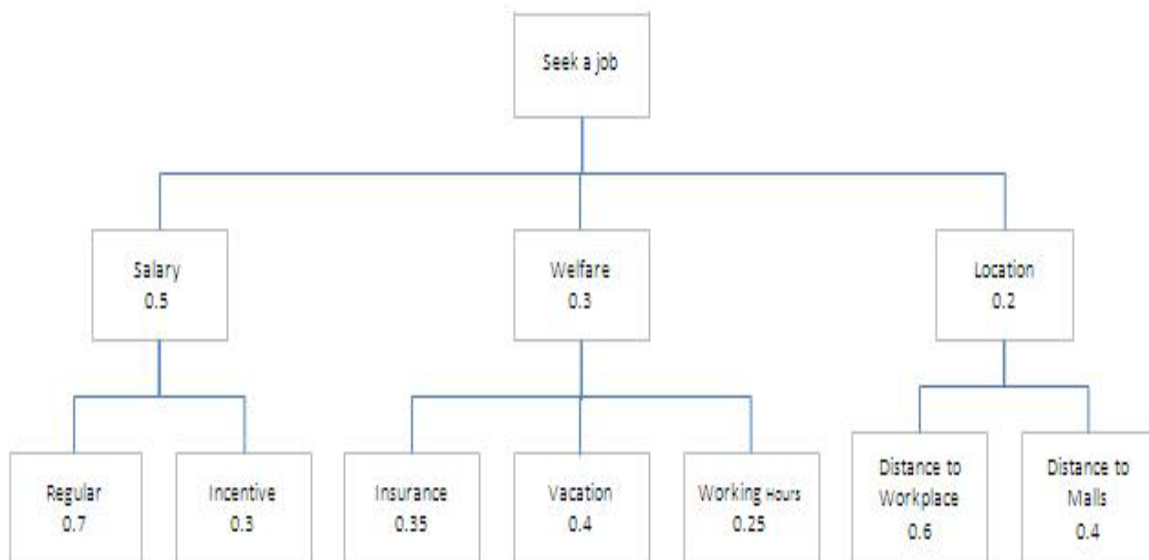 Seek a job
Salary
0.5
Welfare
0.3
Location
0.2
Regular
0.7
Incentive
0.3
Insurance
0.35
Vacation
0.4
Working Hours
0.25
Distance to
Workplace
0.6
Distance to
Malls
0.4